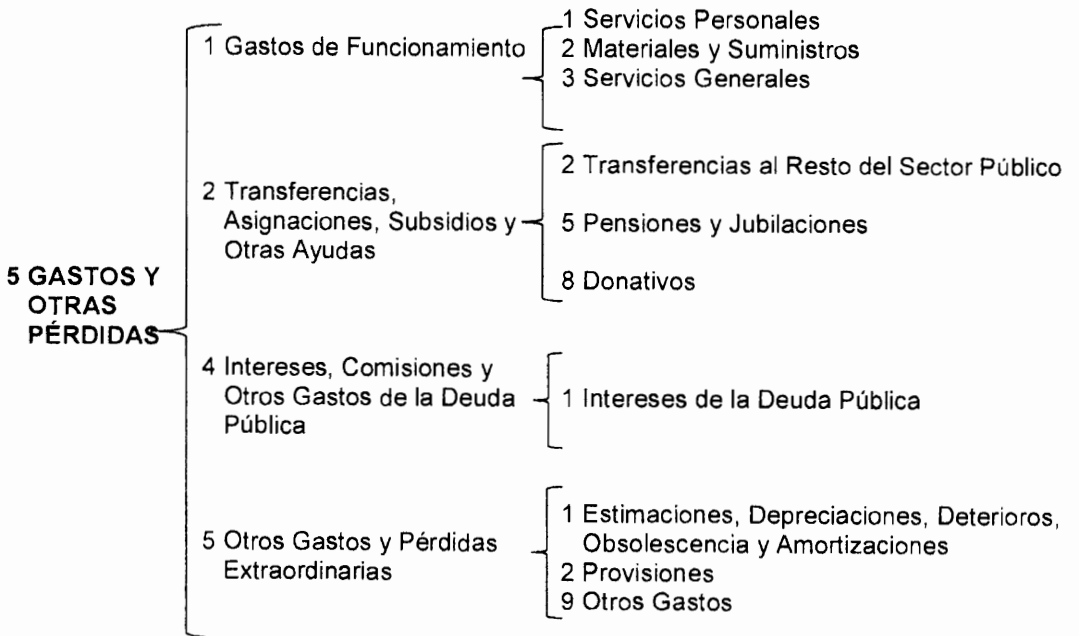 5 GASTOS Y
OTRAS
PÉRDIDAS
1 Gastos de Funcionamiento
1 Servicios Personales
2 Materiales y Suministros
3 Servicios Generales
2 Transferencias,
Asignaciones, Subsidios y
Otras Ayudas
2 Transferencias al Resto del Sector Público
5 Pensiones y Jubilaciones
8 Donativos
4 Intereses, Comisiones y
Otros Gastos de la Deuda
Pública
1 Intereses de la Deuda Pública
5 Otros Gastos y Pérdidas
Extraordinarias
1 Estimaciones, Depreciaciones, Deterioros,
Obsolescencia y Amortizaciones
2 Provisiones
9 Otros Gastos